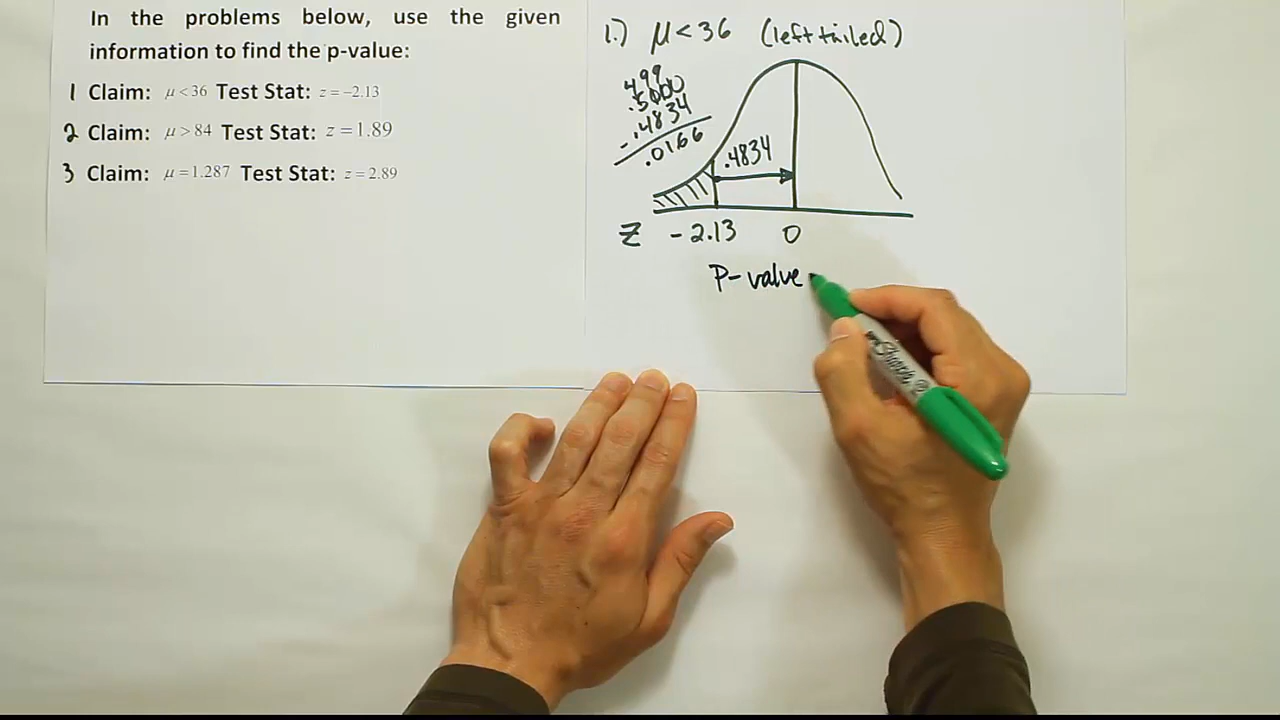 In the problems below, use the given
information to find the p-value:
1 Claim: μ < 36 Test Stat: z = −2.13
2 Claim: μ > 84 Test Stat: z = 1.89
3 Claim: μ = 1.287 Test Stat: z = 2.89
1.) μ < 36 (left tailed)
499
.5000
- .4834
.0166
.4834
Z -2.13 0
P-value
Sharpie